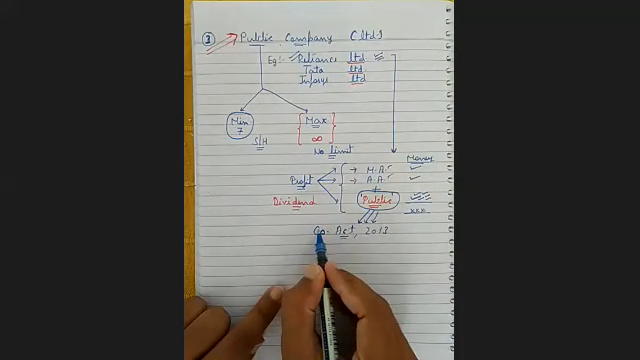 ③ Public Company (ltd.)
Eg:- Reliance ltd
Tata ltd
Infosys ltd
Min 7
S/H
Max ∞
No limit
Money
Profit → M.A.
→ A.A.
+
Dividend "Public"
xxx
Co. Act, 2013